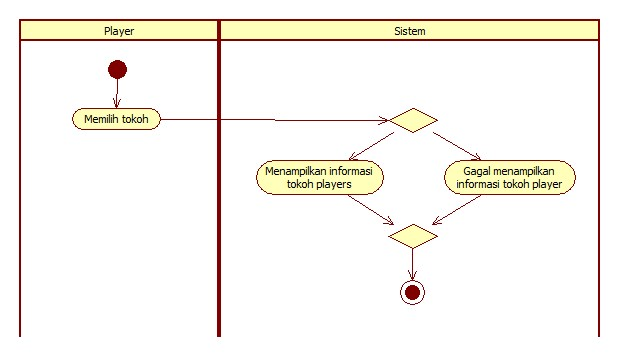 Player
Sistem
Memilih tokoh
Menampilkan informasi
tokoh players
Gagal menampilkan
informasi tokoh player